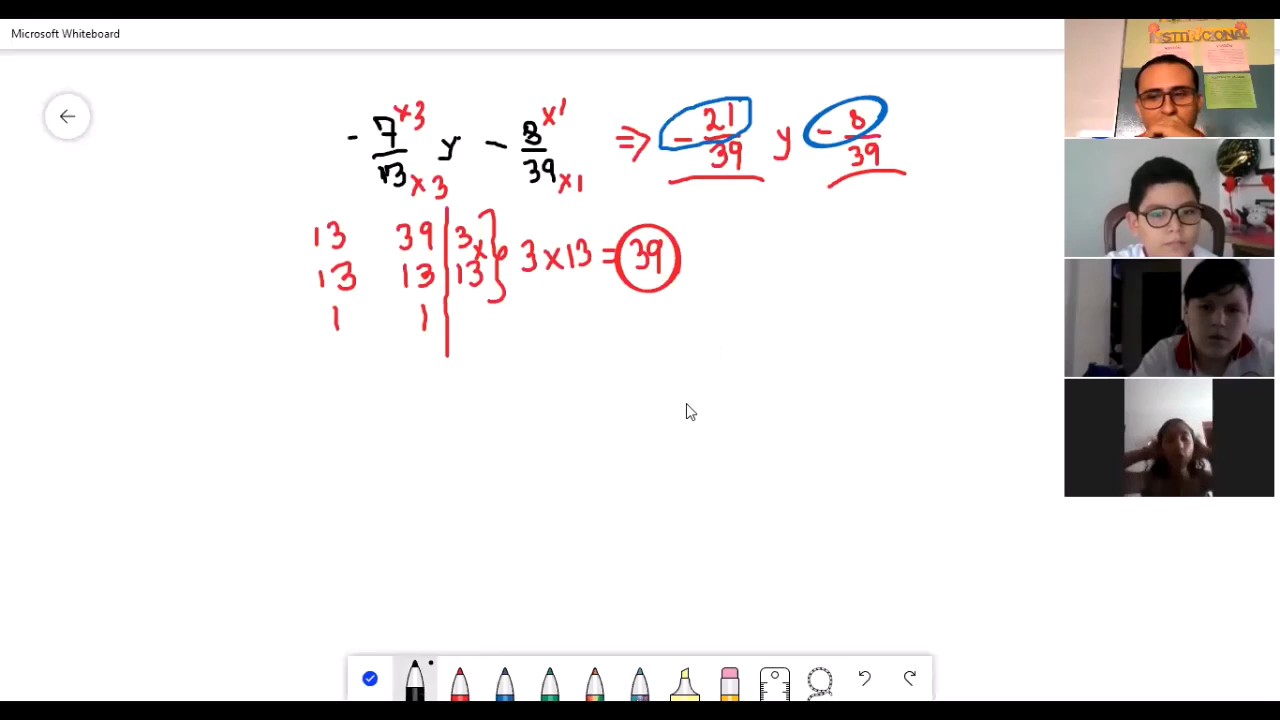 Microsoft Whiteboard
INSTITUCIONAL
- 7/13 ×3 ×3 y - 8/39 ×1 ×1 ⇒ - 21/39 y - 8/39
13 39 | 3 ×
13 13 | 13 } 3 × 13 = 39
1 1 |